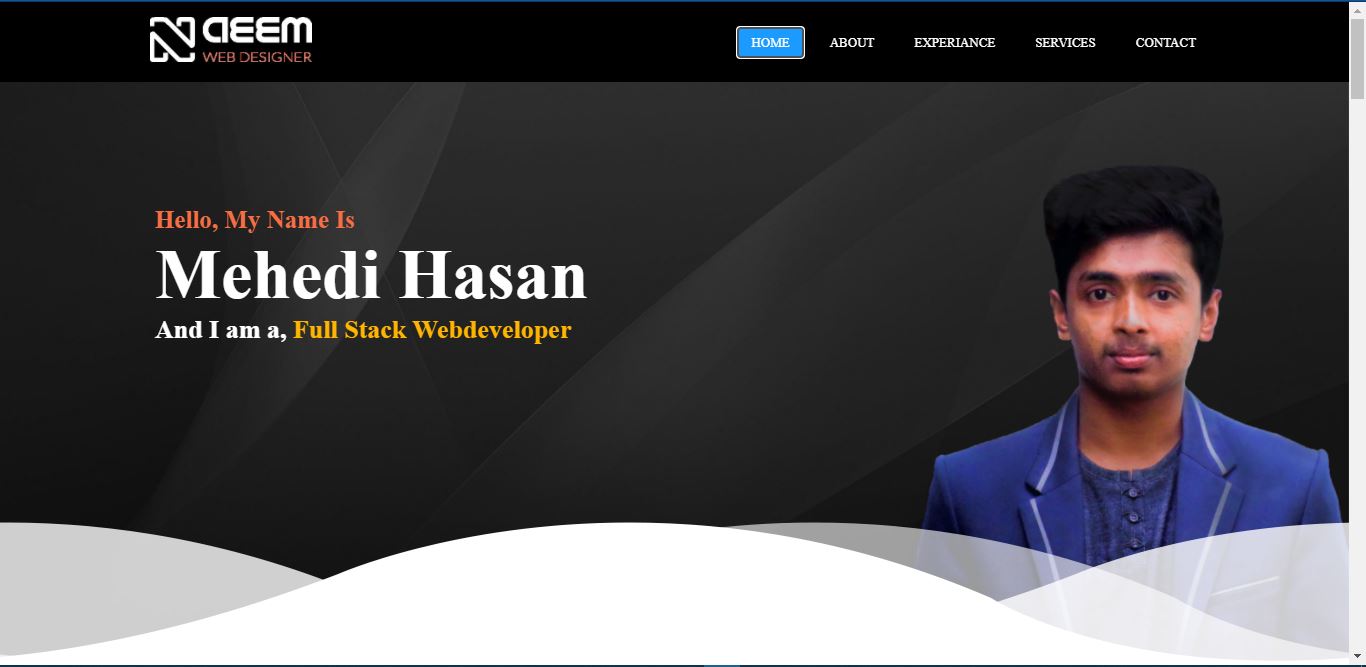 NAEEM
WEB DESIGNER
HOME ABOUT EXPERIANCE SERVICES CONTACT
Hello, My Name Is
Mehedi Hasan
And I am a, Full Stack Webdeveloper